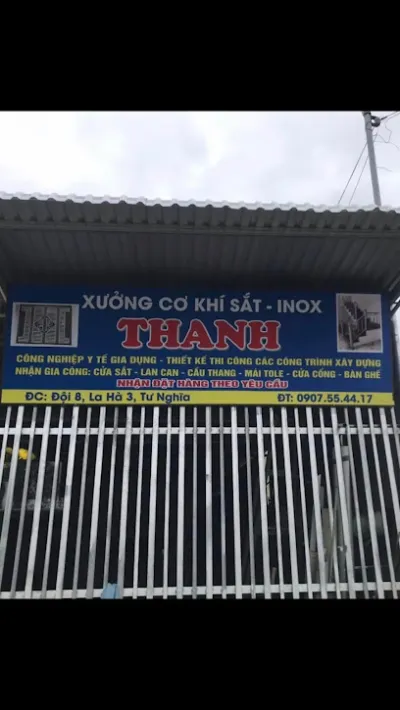 XƯỞNG CƠ KHÍ SẮT - INOX
THANH
CÔNG NGHIỆP Y TẾ GIA DỤNG - THIẾT KẾ THI CÔNG CÁC CÔNG TRÌNH XÂY DỰNG
NHẬN GIA CÔNG: CỬA SẮT - LAN CAN - CẦU THANG - MÁI TOLE - CỬA CỔNG - BÀN GHẾ
NHẬN ĐẶT HÀNG THEO YÊU CẦU
ĐC: Đội 8, La Hà 3, Tư Nghĩa ĐT: 0907.55.44.17